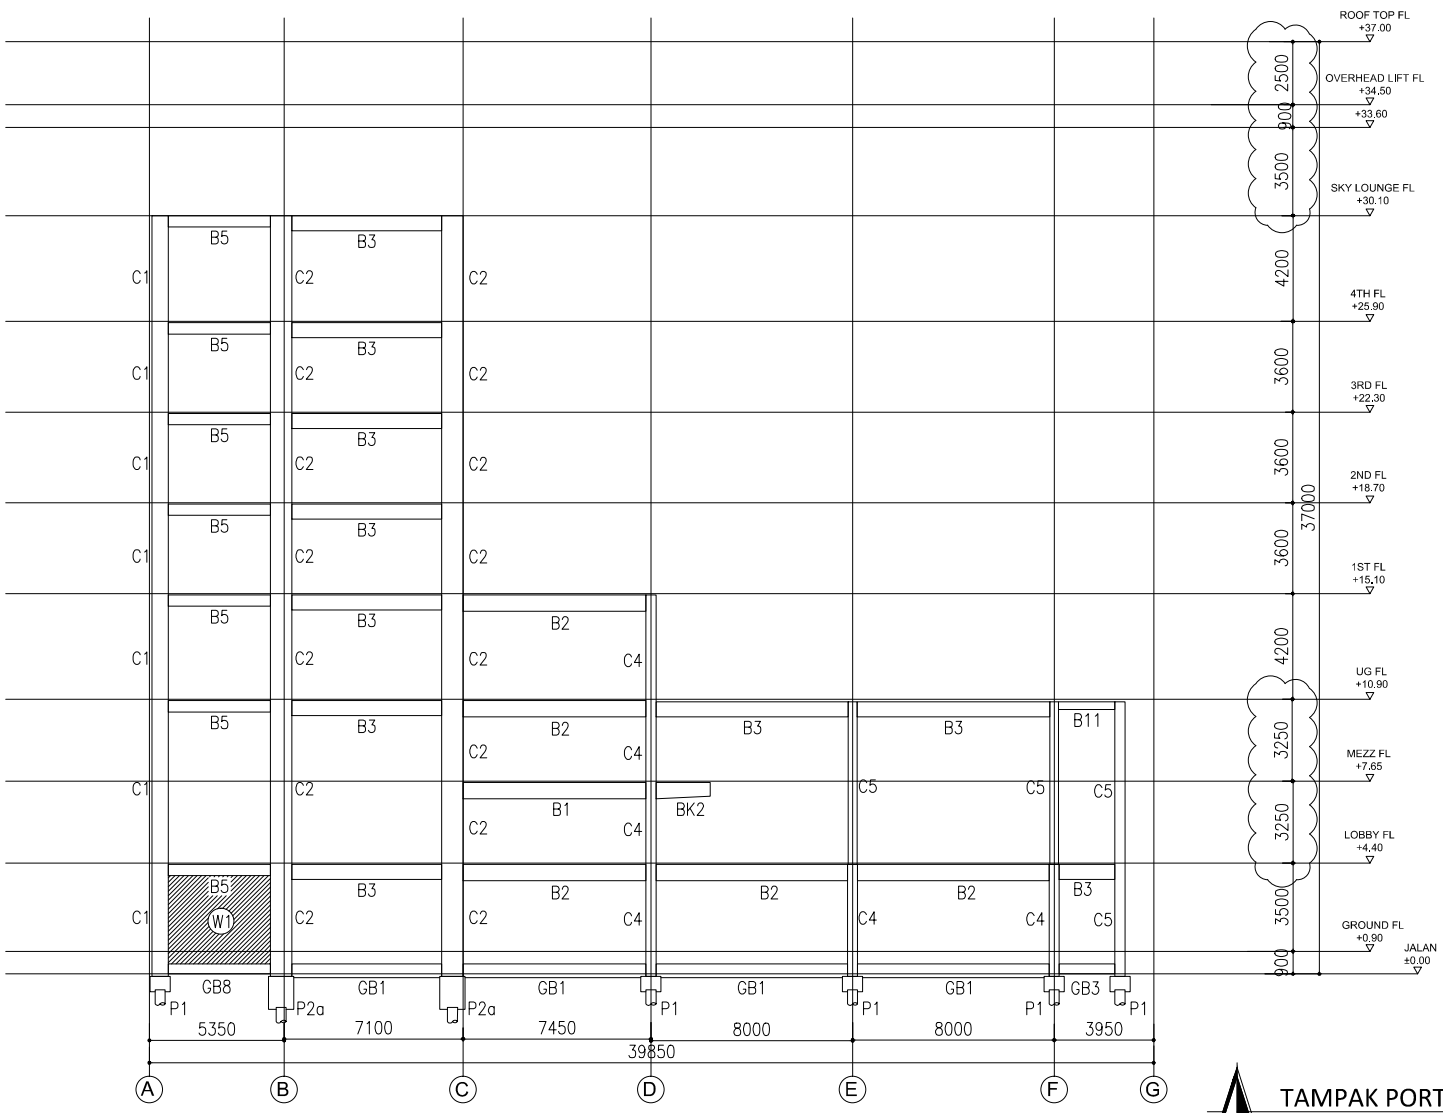 ROOF TOP FL
+37.00
2500
OVERHEAD LIFT FL
+34.50
900
+33.60
3500
SKY LOUNGE FL
+30.10
B5 B3
C1 C2 C2 4200
4TH FL
+25.90
B5 B3
C1 C2 C2 3600
3RD FL
+22.30
B5 B3
C1 C2 C2 3600
2ND FL
+18.70
37000
B5 B3
C1 C2 C2 3600
1ST FL
+15.10
B5 B3 B2
C1 C2 C2 C4 4200
UG FL
+10.90
B5 B3 B2 B3 B3 B11
C2 C4 3250
MEZZ FL
+7.65
C1 C2 C5 C5 C5
B1 BK2
C2 C4 3250
LOBBY FL
+4.40
B5 B3 B2 B2 B2 B3
C1 W1 C2 C2 C4 C4 C4 C5 3500
GROUND FL
+0.90
JALAN
±0.00
900
GB8 GB1 GB1 GB1 GB1 GB3
P1 P2a P2a P1 P1 P1 P1
5350 7100 7450 8000 8000 3950
39850
A B C D E F G
TAMPAK PORT